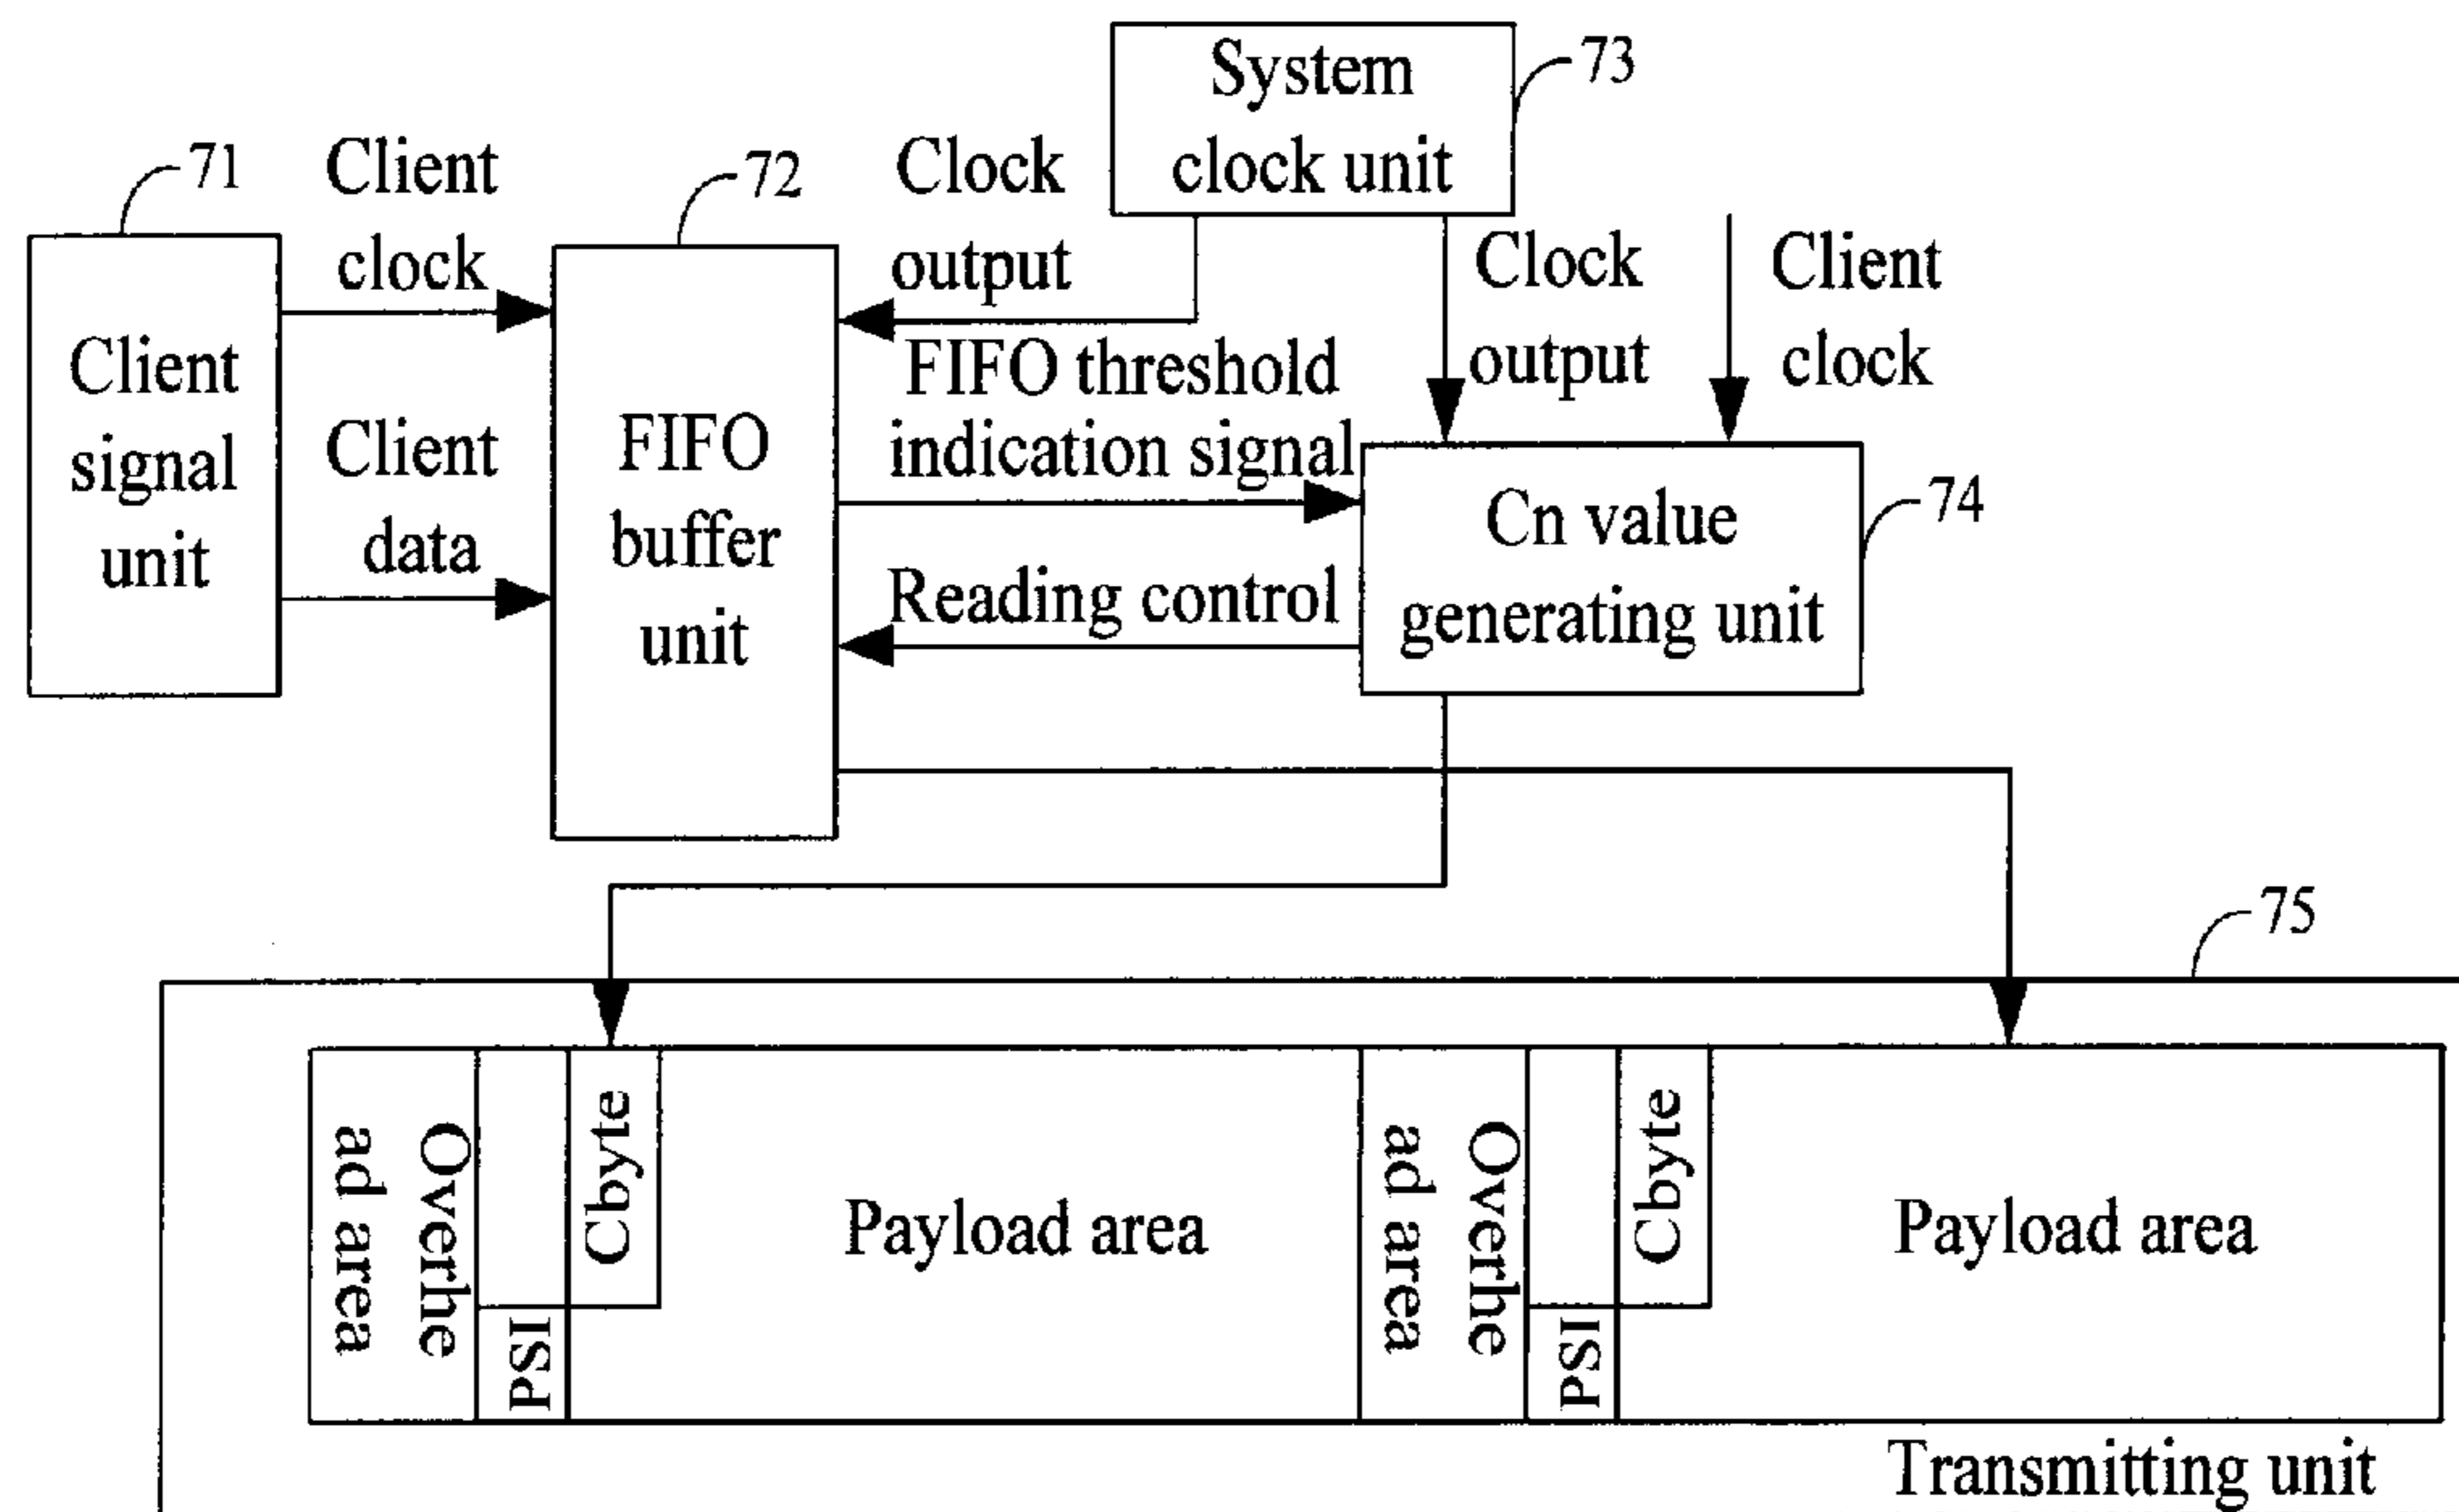 System
clock unit
73
71
Client
clock
72
Clock
output
Clock
output
Client
clock
Client
signal
unit
Client
data
FIFO
buffer
unit
FIFO threshold
indication signal
Reading control
Cn value
generating unit
74
75
Overhe
ad area
PSI
Cbyte
Payload area
Overhe
ad area
PSI
Cbyte
Payload area
Transmitting unit